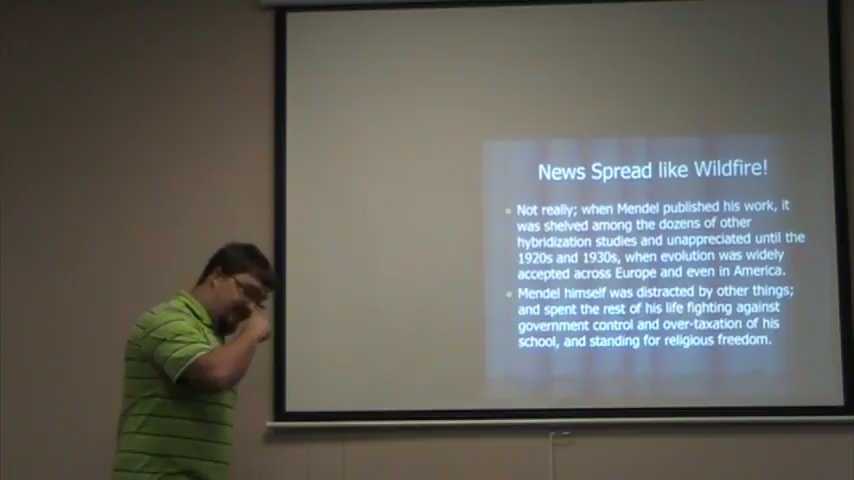 News Spread like Wildfire!
Not really; when Mendel published his work, it
was shelved among the dozens of other
hybridization studies and unappreciated until the
1920s and 1930s, when evolution was widely
accepted across Europe and even in America.
Mendel himself was distracted by other things;
and spent the rest of his life fighting against
government control and over-taxation of his
school, and standing for religious freedom.